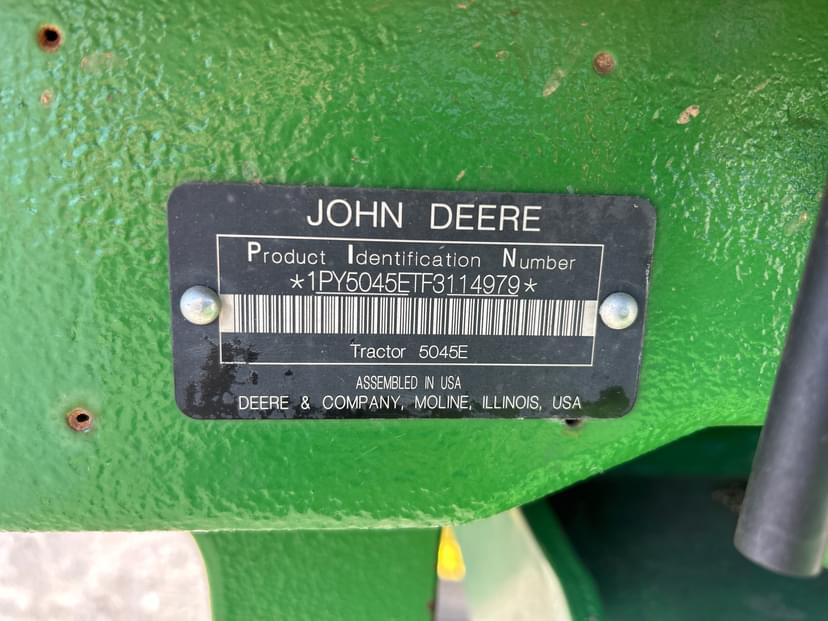 JOHN DEERE
Product Identification Number
*1PY5045ETF3114979*
Tractor 5045E
ASSEMBLED IN USA
DEERE & COMPANY, MOLINE, ILLINOIS, USA